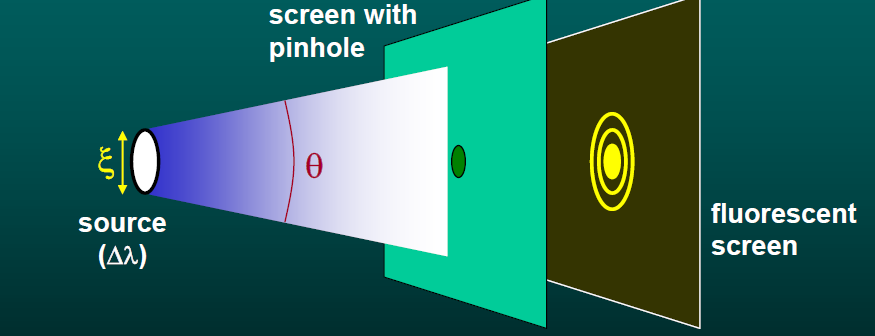 screen with
pinhole
ξ
θ
source
(Δλ)
fluorescent
screen